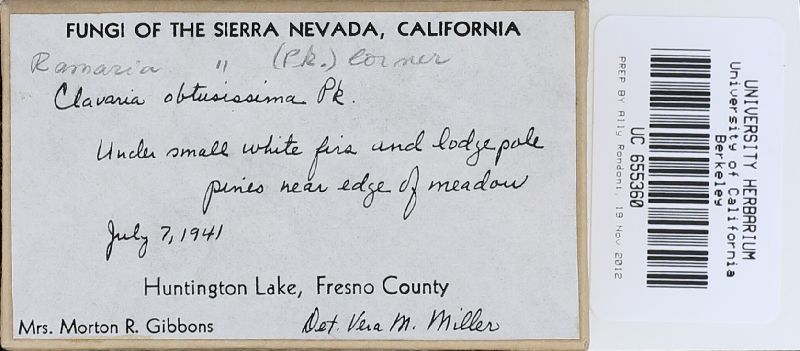 FUNGI OF THE SIERRA NEVADA, CALIFORNIA
Ramaria " (Pk.) Corner
Clavaria obtusissima Pk.
Under small white firs and lodgepole
pines near edge of meadow
July 7, 1941
Huntington Lake, Fresno County
Mrs. Morton R. Gibbons
Det. Vera M. Miller
UNIVERSITY HERBARIUM
University of California
Berkeley
UC 655360
PREP BY Ally Rondoni, 19 Nov 2012